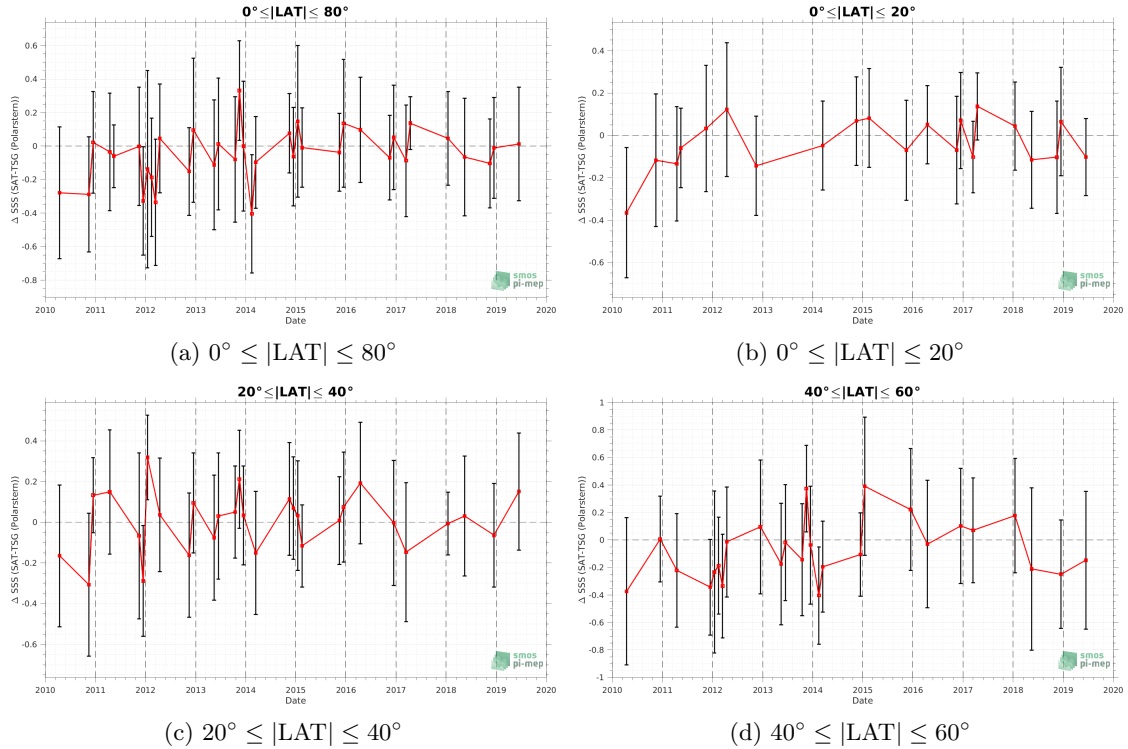 0°≤|LAT|≤ 80°
0.6
0.4
0.2
0
-0.2
-0.4
-0.6
-0.8
Δ SSS (SAT-TSG (Polarstern))
2010 2011 2012 2013 2014 2015 2016 2017 2018 2019 2020
Date
smos
pi-mep
(a) 0° ≤ |LAT| ≤ 80°
0°≤|LAT|≤ 20°
0.4
0.2
0
-0.2
-0.4
-0.6
Δ SSS (SAT-TSG (Polarstern))
2010 2011 2012 2013 2014 2015 2016 2017 2018 2019 2020
Date
smos
pi-mep
(b) 0° ≤ |LAT| ≤ 20°
20°≤|LAT|≤ 40°
0.4
0.2
0
-0.2
-0.4
-0.6
Δ SSS (SAT-TSG (Polarstern))
2010 2011 2012 2013 2014 2015 2016 2017 2018 2019 2020
Date
smos
pi-mep
(c) 20° ≤ |LAT| ≤ 40°
40°≤|LAT|≤ 60°
1
0.8
0.6
0.4
0.2
0
-0.2
-0.4
-0.6
-0.8
-1
Δ SSS (SAT-TSG (Polarstern))
2010 2011 2012 2013 2014 2015 2016 2017 2018 2019 2020
Date
smos
pi-mep
(d) 40° ≤ |LAT| ≤ 60°